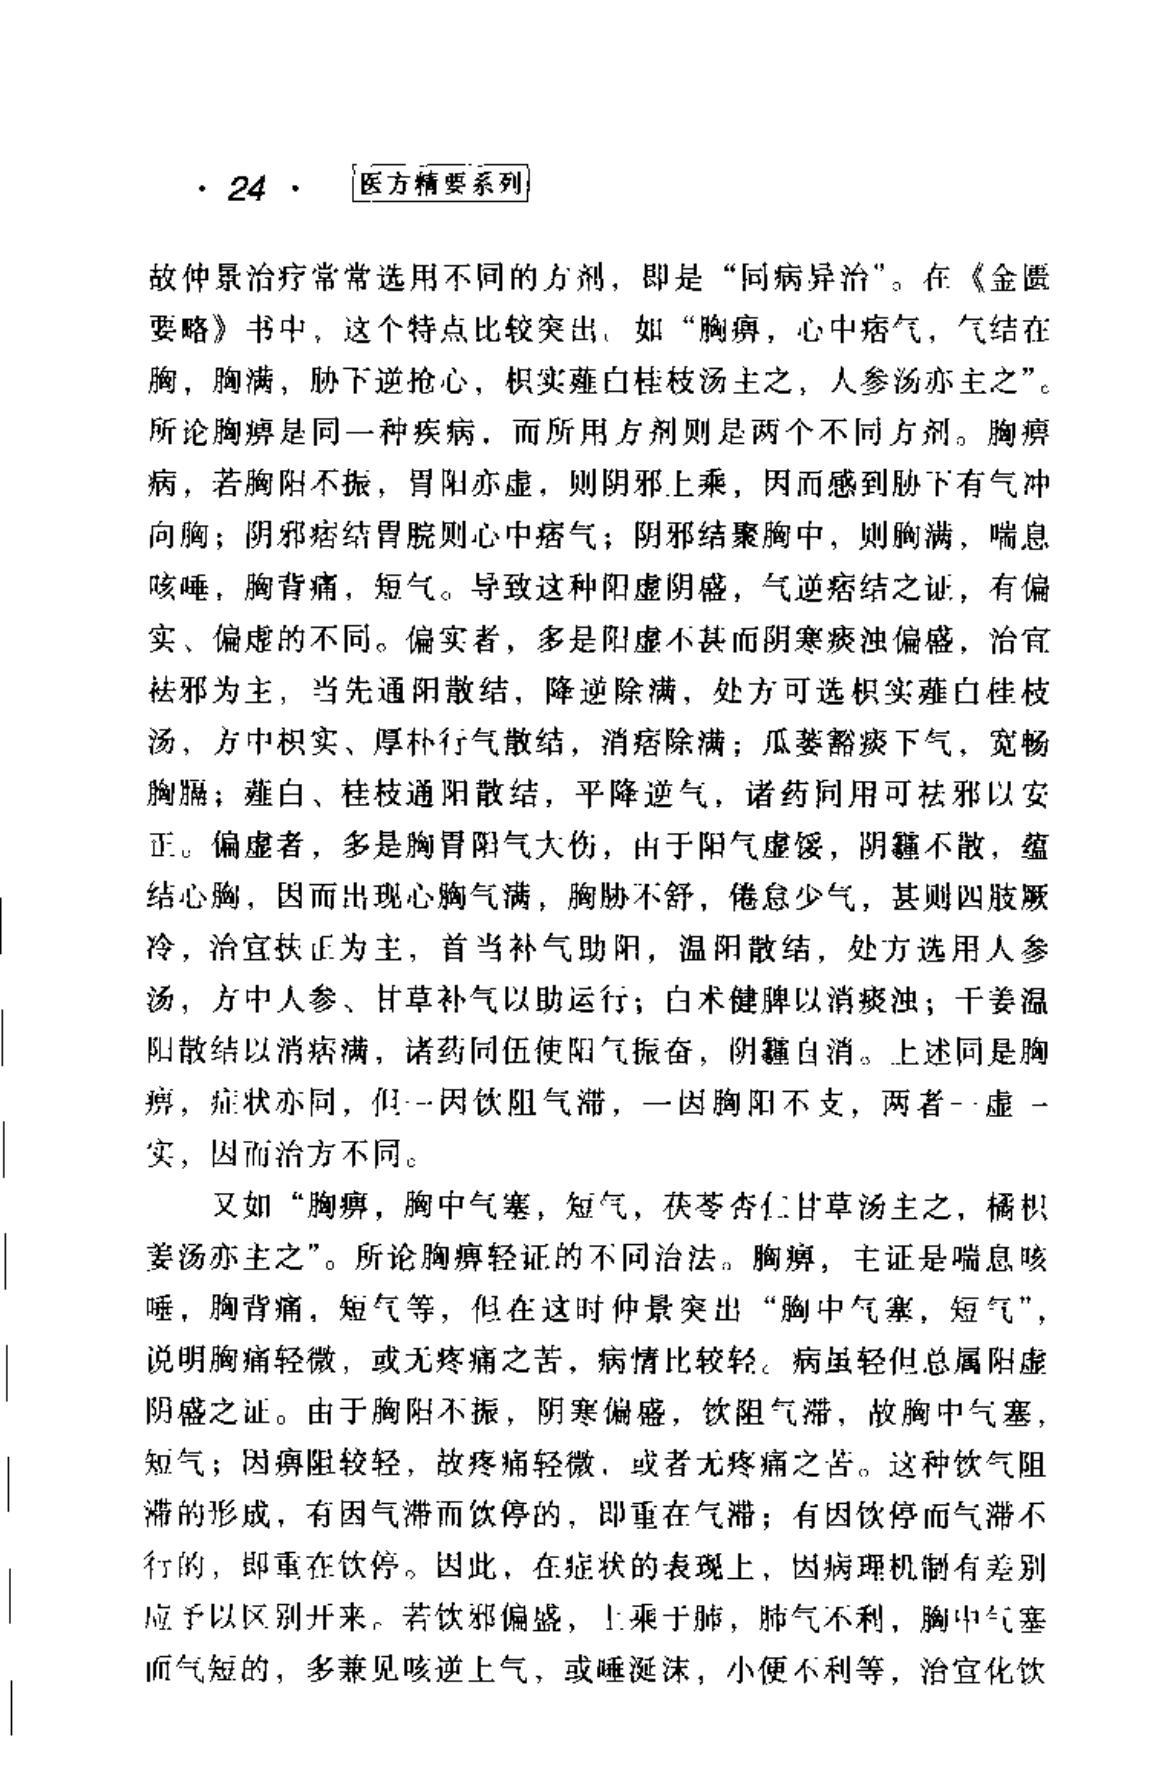 · 24 · 医方精要系列
故仲景治疗常常选用不同的方剂，即是“同病异治”。在《金匮
要略》书中，这个特点比较突出，如“胸痹，心中痞气，气结在
胸，胸满，胁下逆抢心，枳实薤白桂枝汤主之，人参汤亦主之”。
所论胸痹是同一种疾病，而所用方剂则是两个不同方剂。胸痹
病，若胸阳不振，胃阳亦虚，则阴邪上乘，因而感到胁下有气冲
向胸；阴邪痞结胃脘则心中痞气；阴邪结聚胸中，则胸满，喘息
咳唾，胸背痛，短气。导致这种阳虚阴盛，气逆痞结之证，有偏
实、偏虚的不同。偏实者，多是阳虚不甚而阴寒痰浊偏盛，治宜
祛邪为主，当先通阳散结，降逆除满，处方可选枳实薤白桂枝
汤，方中枳实、厚朴行气散结，消痞除满；瓜蒌豁痰下气，宽畅
胸膈；薤白、桂枝通阳散结，平降逆气，诸药同用可祛邪以安
正。偏虚者，多是胸胃阳气大伤，由于阳气虚馁，阴霾不散，蕴
结心胸，因而出现心胸气满，胸胁不舒，倦怠少气，甚则四肢厥
冷，治宜扶正为主，首当补气助阳，温阳散结，处方选用人参
汤，方中人参、甘草补气以助运行；白术健脾以消痰浊；干姜温
阳散结以消痞满，诸药同伍使阳气振奋，阴霾自消。上述同是胸
痹，症状亦同，但一因饮阻气滞，一因胸阳不支，两者一虚一
实，因而治方不同。
又如“胸痹，胸中气塞，短气，茯苓杏仁甘草汤主之，橘枳
姜汤亦主之”。所论胸痹轻证的不同治法。胸痹，主证是喘息咳
唾，胸背痛，短气等，但在这时仲景突出“胸中气塞，短气”，
说明胸痛轻微，或无疼痛之苦，病情比较轻。病虽轻但总属阳虚
阴盛之证。由于胸阳不振，阴寒偏盛，饮阻气滞，故胸中气塞，
短气；因痹阻较轻，故疼痛轻微，或者无疼痛之苦。这种饮气阻
滞的形成，有因气滞而饮停的，即重在气滞；有因饮停而气滞不
行的，即重在饮停。因此，在症状的表现上，因病理机制有差别
应予以区别开来。若饮邪偏盛，上乘于肺，肺气不利，胸中气塞
而气短的，多兼见咳逆上气，或唾涎沫，小便不利等，治宜化饮